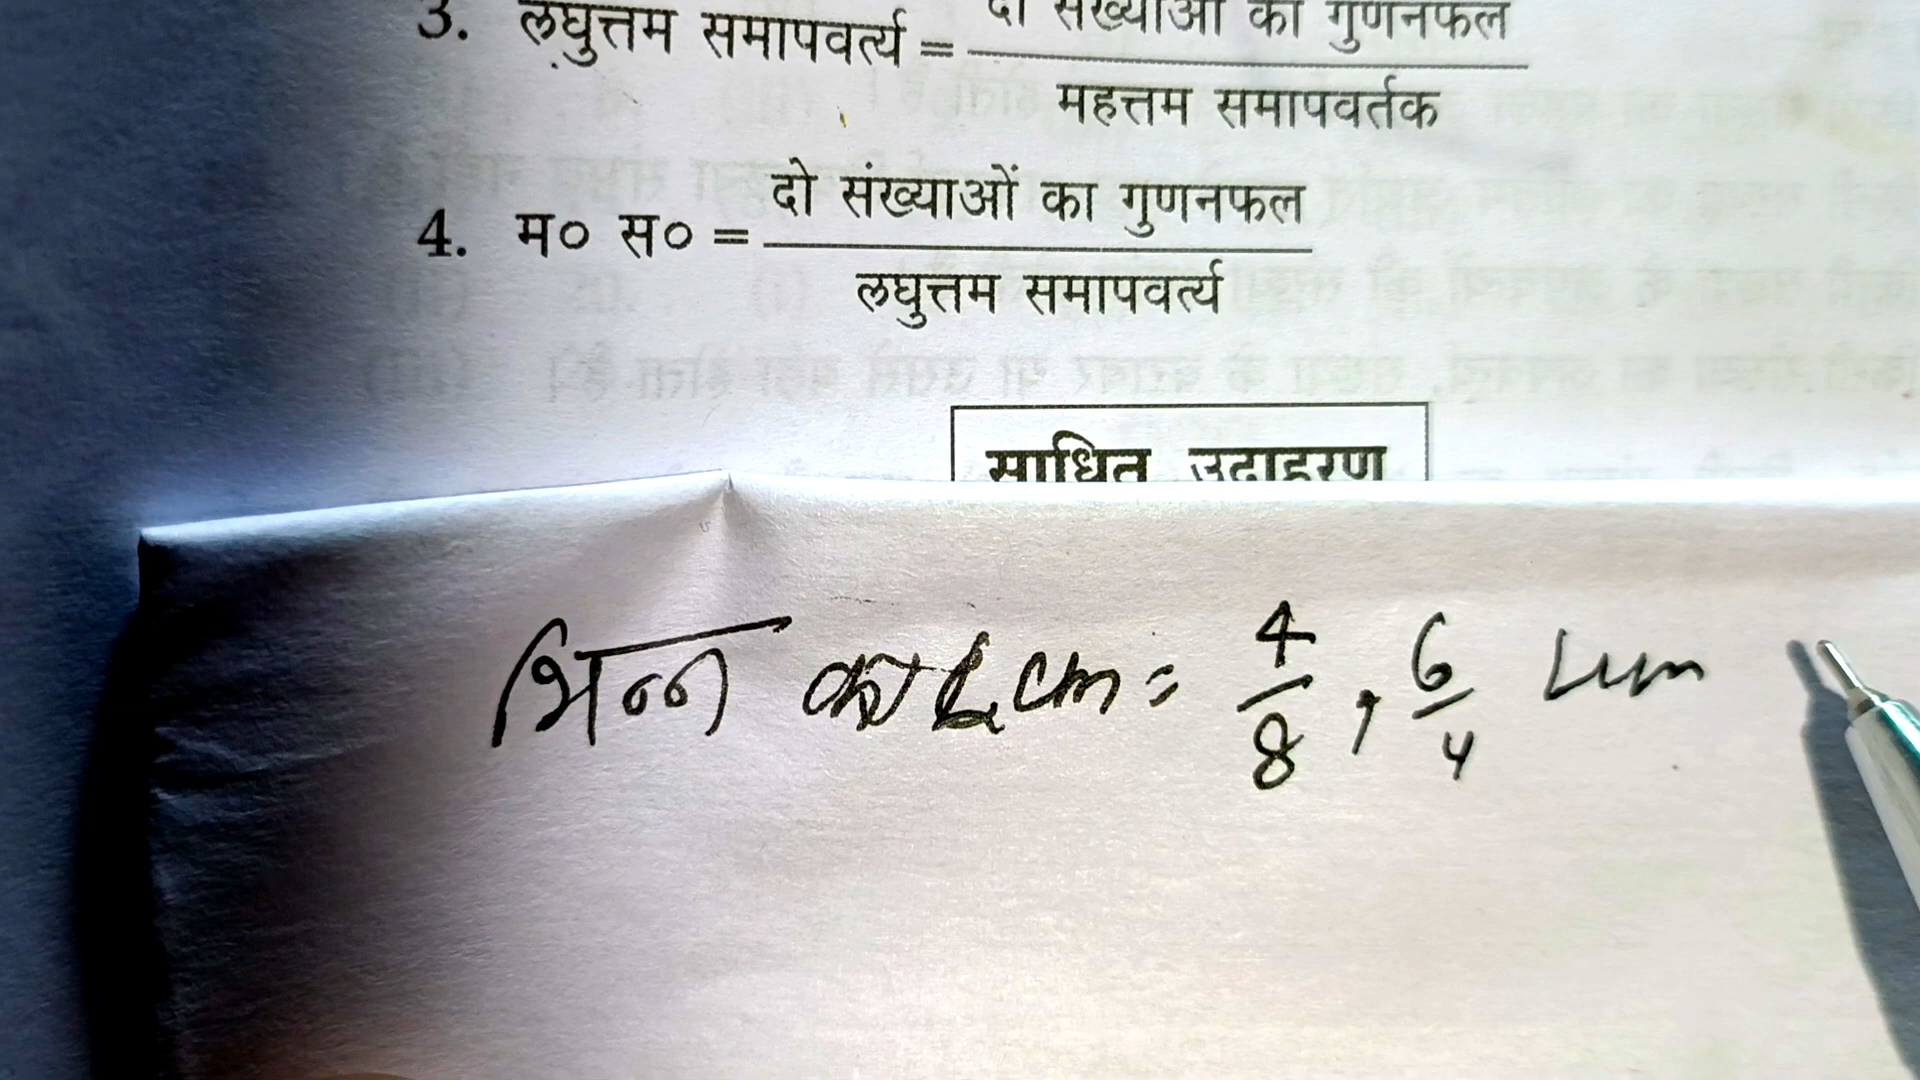 3. लघुत्तम समापवर्त्य = दो संख्याओं का गुणनफल
महत्तम समापवर्तक
4. म० स० = दो संख्याओं का गुणनफल
लघुत्तम समापवर्त्य
साधित उदाहरण
भिन्न का Lcm = 4/8 , 6/4 Lcm